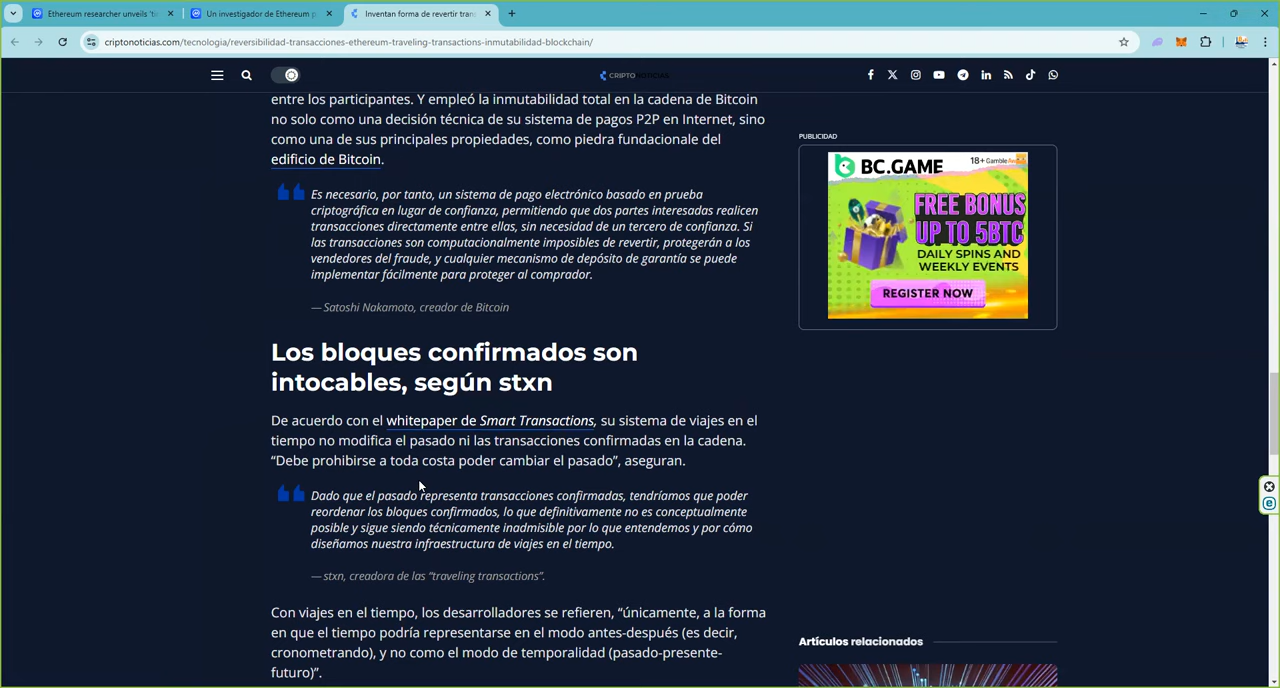 Ethereum researcher unveils 'ti
Un investigador de Ethereum p
Inventan forma de revertir tran
criptonoticias.com/tecnologia/reversibilidad-transacciones-ethereum-traveling-transactions-inmutabilidad-blockchain/
CRIPTONOTICIAS
entre los participantes. Y empleó la inmutabilidad total en la cadena de Bitcoin
no solo como una decisión técnica de su sistema de pagos P2P en Internet, sino
como una de sus principales propiedades, como piedra fundacional del
edificio de Bitcoin.
Es necesario, por tanto, un sistema de pago electrónico basado en prueba
criptográfica en lugar de confianza, permitiendo que dos partes interesadas realicen
transacciones directamente entre ellas, sin necesidad de un tercero de confianza. Si
las transacciones son computacionalmente imposibles de revertir, protegerán a los
vendedores del fraude, y cualquier mecanismo de depósito de garantía se puede
implementar fácilmente para proteger al comprador.
— Satoshi Nakamoto, creador de Bitcoin
Los bloques confirmados son
intocables, según stxn
De acuerdo con el whitepaper de Smart Transactions, su sistema de viajes en el
tiempo no modifica el pasado ni las transacciones confirmadas en la cadena.
“Debe prohibirse a toda costa poder cambiar el pasado”, aseguran.
Dado que el pasado representa transacciones confirmadas, tendríamos que poder
reordenar los bloques confirmados, lo que definitivamente no es conceptualmente
posible y sigue siendo técnicamente inadmisible por lo que entendemos y por cómo
diseñamos nuestra infraestructura de viajes en el tiempo.
— stxn, creadora de las “traveling transactions”.
Con viajes en el tiempo, los desarrolladores se refieren, “únicamente, a la forma
en que el tiempo podría representarse en el modo antes-después (es decir,
cronometrando), y no como el modo de temporalidad (pasado-presente-
futuro)”.
PUBLICIDAD
BC.GAME
18+
FREE BONUS
UP TO 5BTC
DAILY SPINS AND
WEEKLY EVENTS
REGISTER NOW
Artículos relacionados